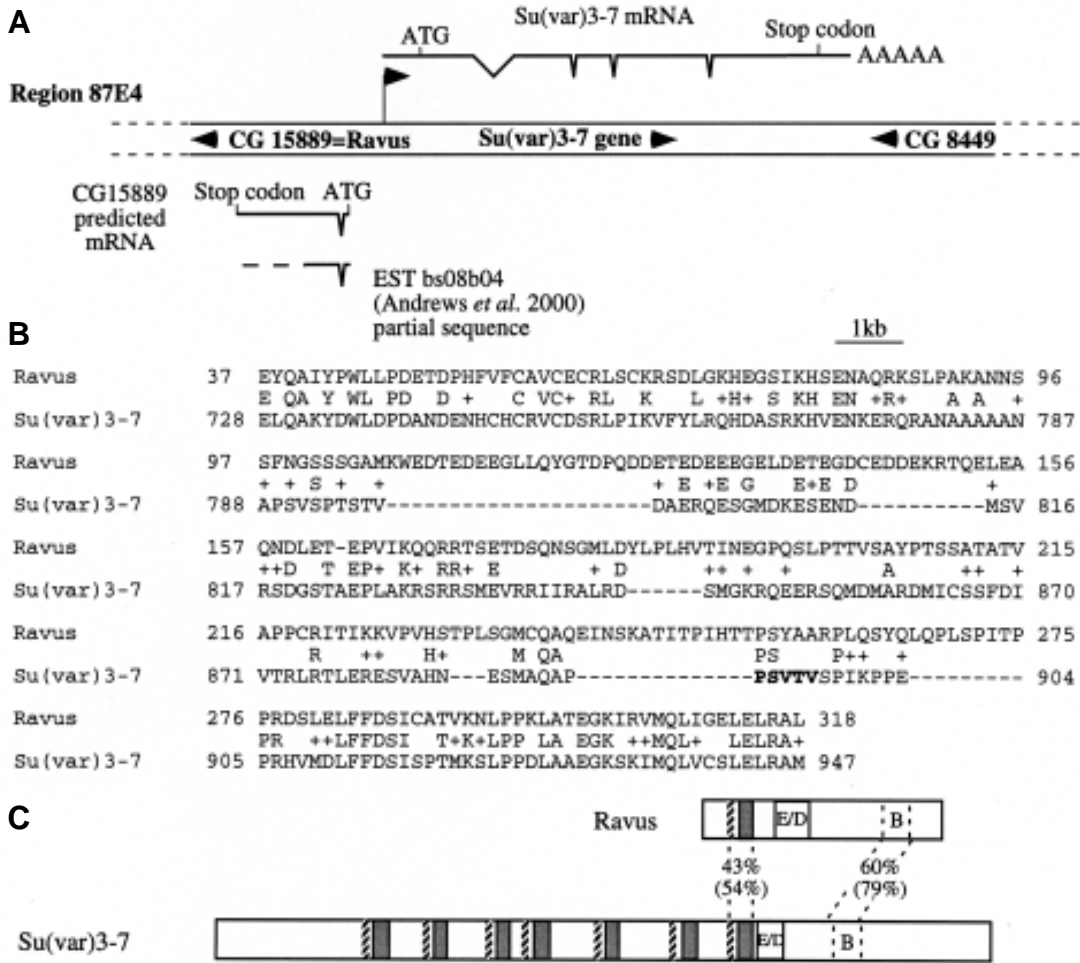 A
Su(var)3-7 mRNA
ATG
Stop codon
AAAAA
Region 87E4
CG 15889=Ravus
Su(var)3-7 gene
CG 8449
CG15889
predicted
mRNA
Stop codon ATG
EST bs08b04
(Andrews et al. 2000)
partial sequence
1kb
B
Ravus 37 EYQAIYPWLLPDETDPHFVFCAVCECRLSCKRSDLGKHEGSIKHSENAQRKSLPAKANNS 96
E QA Y WL PD D + C VC+ RL K L +H+ S KH EN +R+ A A +
Su(var)3-7 728 ELQAKYDWLDPDANDENHCHCRVCDSRLPIKVFYLRQHDASRKHVENKERQRANAAAAAN 787
Ravus 97 SFNGSSSGAMKWEDTEDEEGLLQYGTDPQDDETEDEEEGELDETEGDCEDDEKRTQELEA 156
+ + S + + + E +E G E+E D +
Su(var)3-7 788 APSVSPTSTV--------------------------------DAERQESGMDKESENDC-----------MSV 816
Ravus 157 QNDLET-EPVIKQQRRTSETDSQNSGMLDYLPLHVTINEGPQSLPTTVSAYPTSSATATV 215
++D T EP+ K+ RR+ E + D ++ + + A ++ +
Su(var)3-7 817 RSDGSTAEPLAKRSRRSMEVRRIIRALRD------SMGKRQEERSQMDMARDMICSSFDI 870
Ravus 216 APPCRITIKKVPVHSTPLSGMCQAQEINSKATITPIHTTPSYAARPLQSYQLQPLSPITP 275
R ++ H+ M QA PS P++ +
Su(var)3-7 871 VTRLRTLERESVAHN---ESMAQAP----------------PSVTVSPIKPPE---------- 904
Ravus 276 PRDSLELFFDSICATVKNLPPKLATEGKIRVMQLIGELELRAL 318
PR ++LFFDSI T+K+LPP LA EGK ++MQL+ LELRA+
Su(var)3-7 905 PRHVMDLFFDSISPTMKSLPPDLAAEGKSKIMQLVCSLELRAM 947
C
Ravus
E/D
B
43%
(54%)
60%
(79%)
Su(var)3-7
E/D
B